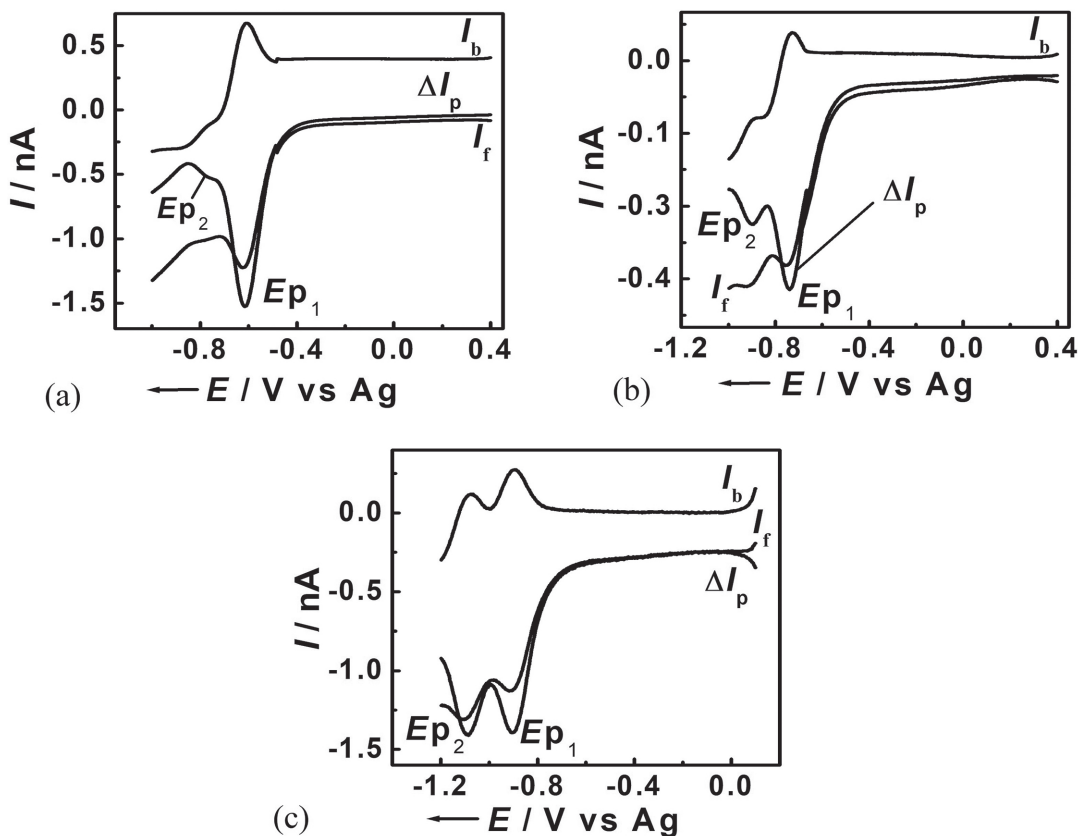 0.5
0.0
-0.5
-1.0
-1.5
I / nA
I_b
ΔI_p
I_f
Ep_2
Ep_1
-0.8 -0.4 0.0 0.4
(a)
E / V vs Ag
0.0
-0.1
-0.3
-0.4
I / nA
I_b
ΔI_p
Ep_2
I_f
Ep_1
-1.2 -0.8 -0.4 0.0 0.4
(b)
E / V vs Ag
0.0
-0.5
-1.0
-1.5
I / nA
I_b
I_f
ΔI_p
Ep_2
Ep_1
-1.2 -0.8 -0.4 0.0
(c)
E / V vs Ag